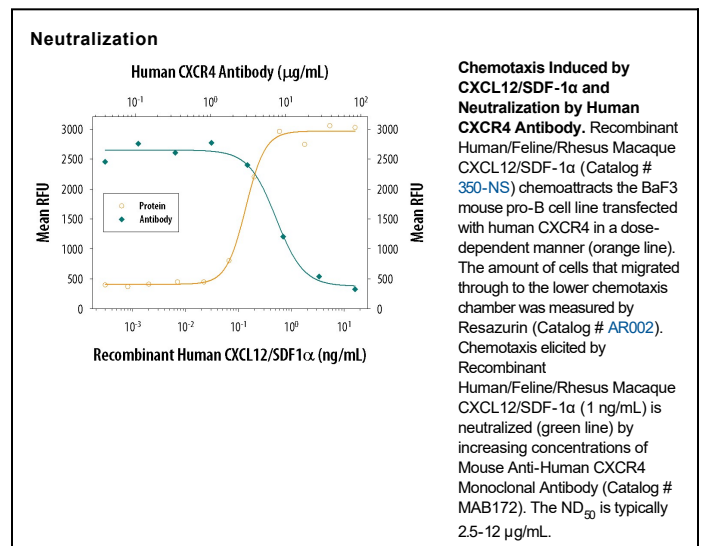 Neutralization
Human CXCR4 Antibody (μg/mL)
10⁻¹ 10⁰ 10¹ 10²
3000 3000
2500 2500
2000 2000
1500 1500
1000 1000
500 500
0 0
Mean RFU
Mean RFU
Protein
Antibody
10⁻³ 10⁻² 10⁻¹ 10⁰ 10¹
Recombinant Human CXCL12/SDF1α (ng/mL)
Chemotaxis Induced by
CXCL12/SDF-1α and
Neutralization by Human
CXCR4 Antibody. Recombinant
Human/Feline/Rhesus Macaque
CXCL12/SDF-1α (Catalog #
350-NS) chemoattracts the BaF3
mouse pro-B cell line transfected
with human CXCR4 in a dose-
dependent manner (orange line).
The amount of cells that migrated
through to the lower chemotaxis
chamber was measured by
Resazurin (Catalog # AR002).
Chemotaxis elicited by
Recombinant
Human/Feline/Rhesus Macaque
CXCL12/SDF-1α (1 ng/mL) is
neutralized (green line) by
increasing concentrations of
Mouse Anti-Human CXCR4
Monoclonal Antibody (Catalog #
MAB172). The ND₅₀ is typically
2.5-12 μg/mL.